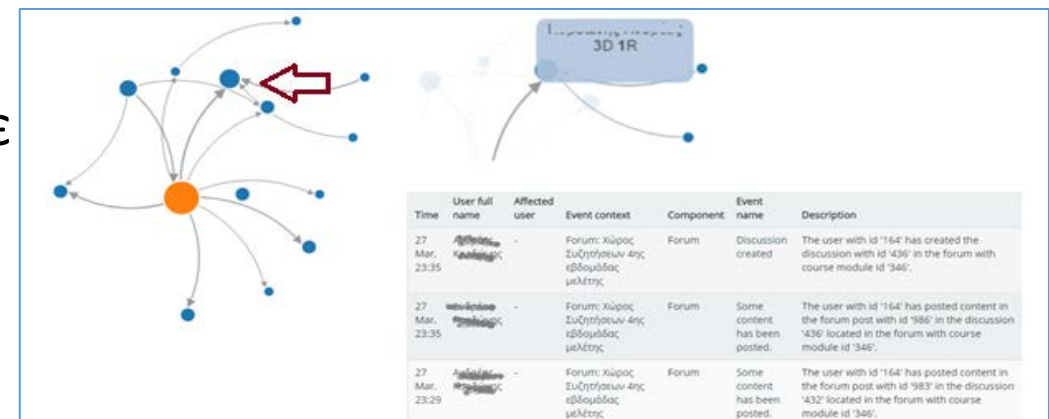 ε
3D 1R
Time User full name Affected user Event context Component Event name Description
27 Mar, 23:35 - Forum: Χώρος Συζητήσεων 4ης εβδομάδας μελέτης Forum Discussion created The user with id '164' has created the discussion with id '436' in the forum with course module id '346'.
27 Mar, 23:35 - Forum: Χώρος Συζητήσεων 4ης εβδομάδας μελέτης Forum Some content has been posted. The user with id '164' has posted content in the forum post with id '986' in the discussion '436' located in the forum with course module id '346'.
27 Mar, 23:29 - Forum: Χώρος Συζητήσεων 4ης εβδομάδας μελέτης Forum Some content has been posted. The user with id '164' has posted content in the forum post with id '983' in the discussion '432' located in the forum with course module id '346'.